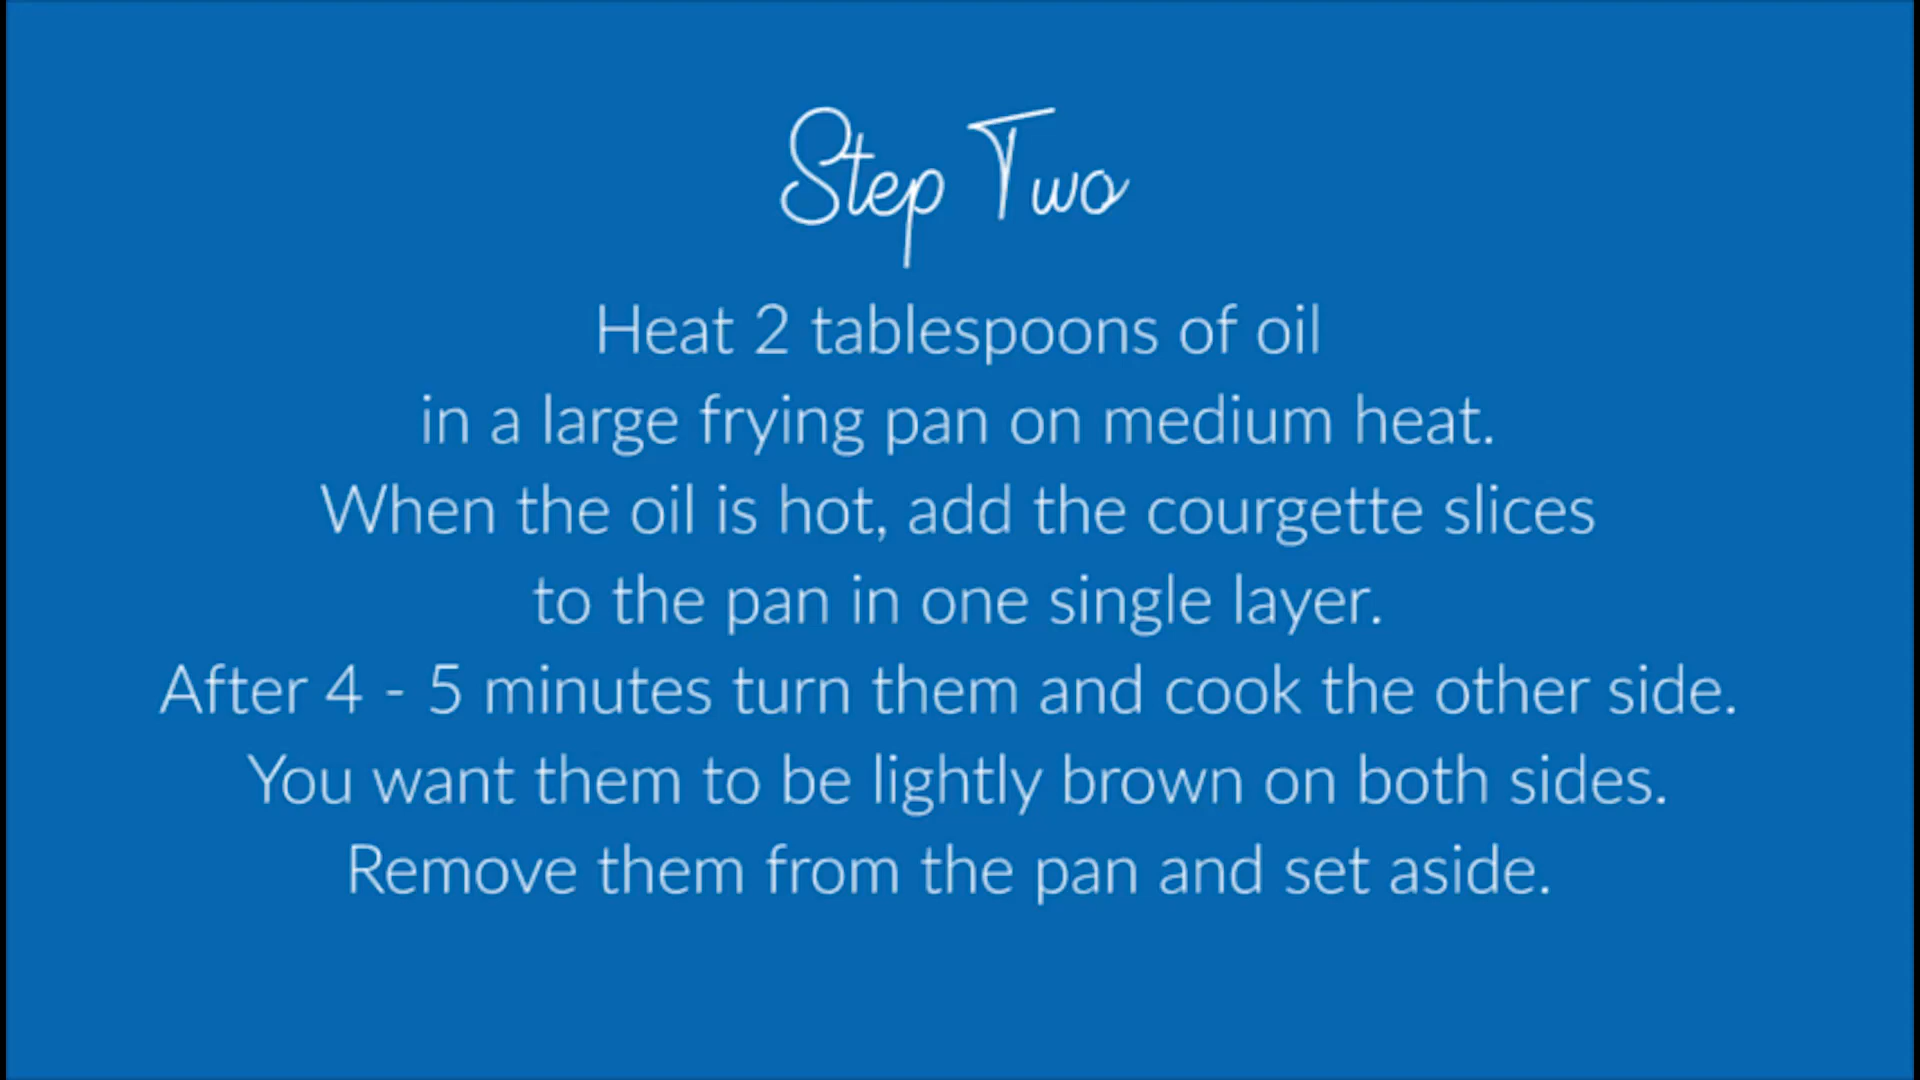 Step Two
Heat 2 tablespoons of oil
in a large frying pan on medium heat.
When the oil is hot, add the courgette slices
to the pan in one single layer.
After 4 - 5 minutes turn them and cook the other side.
You want them to be lightly brown on both sides.
Remove them from the pan and set aside.